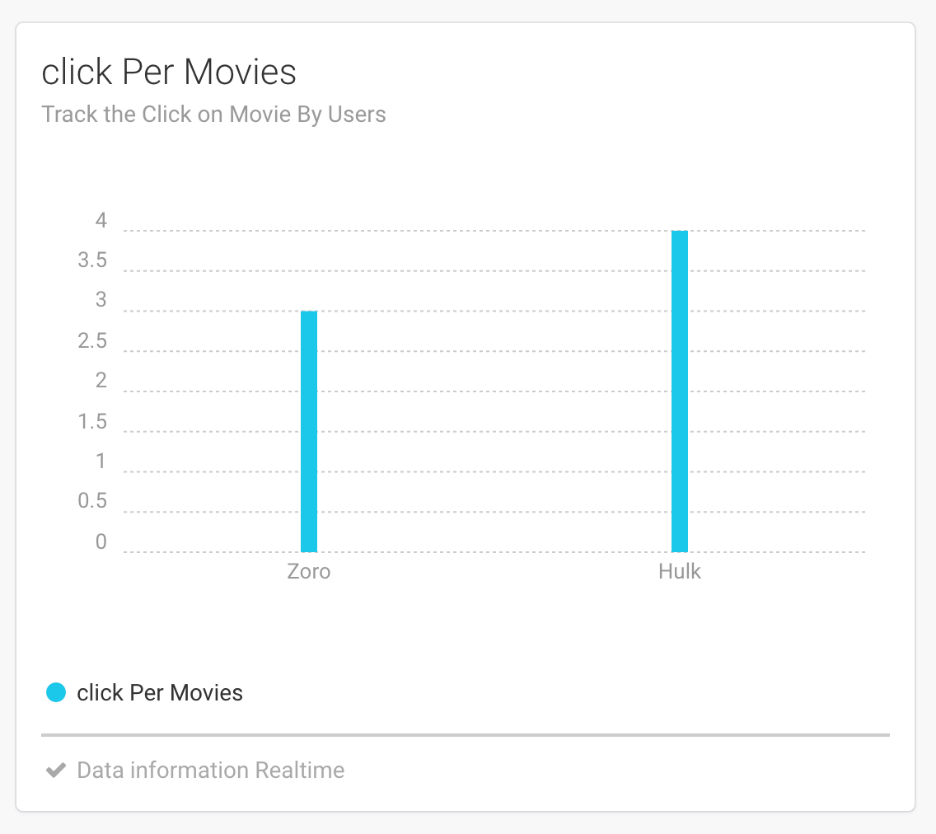 click Per Movies
Track the Click on Movie By Users
4
3.5
3
2.5
2
1.5
1
0.5
0
Zoro Hulk
click Per Movies
Data information Realtime